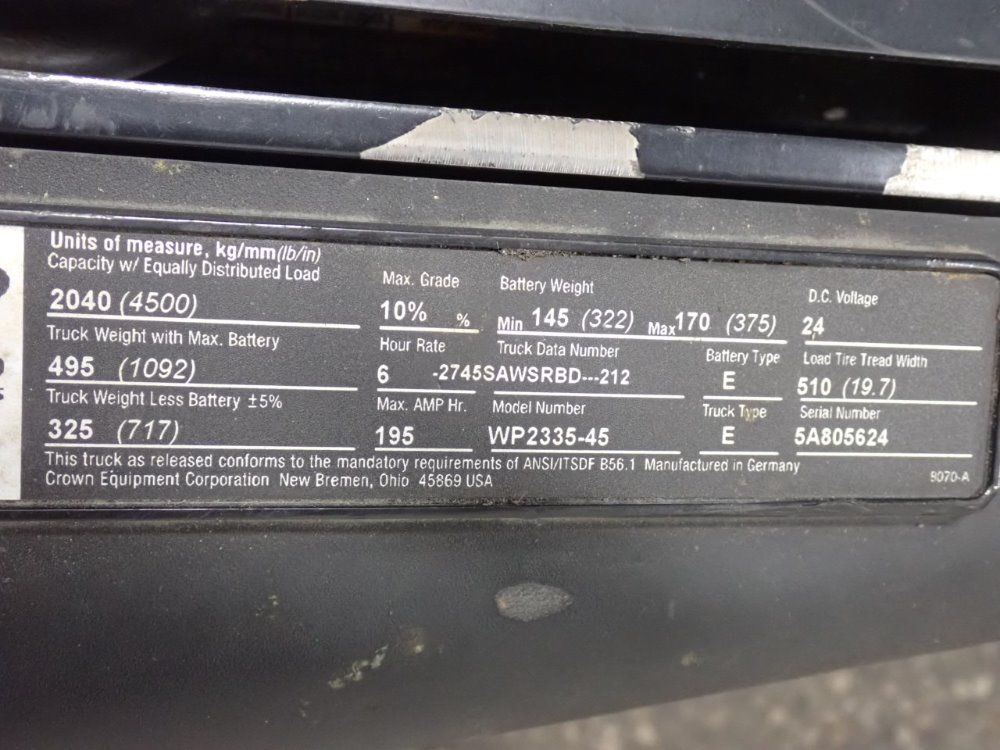 Units of measure, kg/mm(lb/in)
Capacity w/ Equally Distributed Load
2040 (4500)
Max. Grade
10% %
Battery Weight
Min 145 (322) Max170 (375)
D.C. Voltage
24
Truck Weight with Max. Battery
495 (1092)
Hour Rate
6
Truck Data Number
-2745SAWSRBD---212
Battery Type
E
Load Tire Tread Width
510 (19.7)
Truck Weight Less Battery ±5%
325 (717)
Max. AMP Hr.
195
Model Number
WP2335-45
Truck Type
E
Serial Number
5A805624
This truck as released conforms to the mandatory requirements of ANSI/ITSDF B56.1 Manufactured in Germany
Crown Equipment Corporation New Bremen, Ohio 45869 USA
9070-A